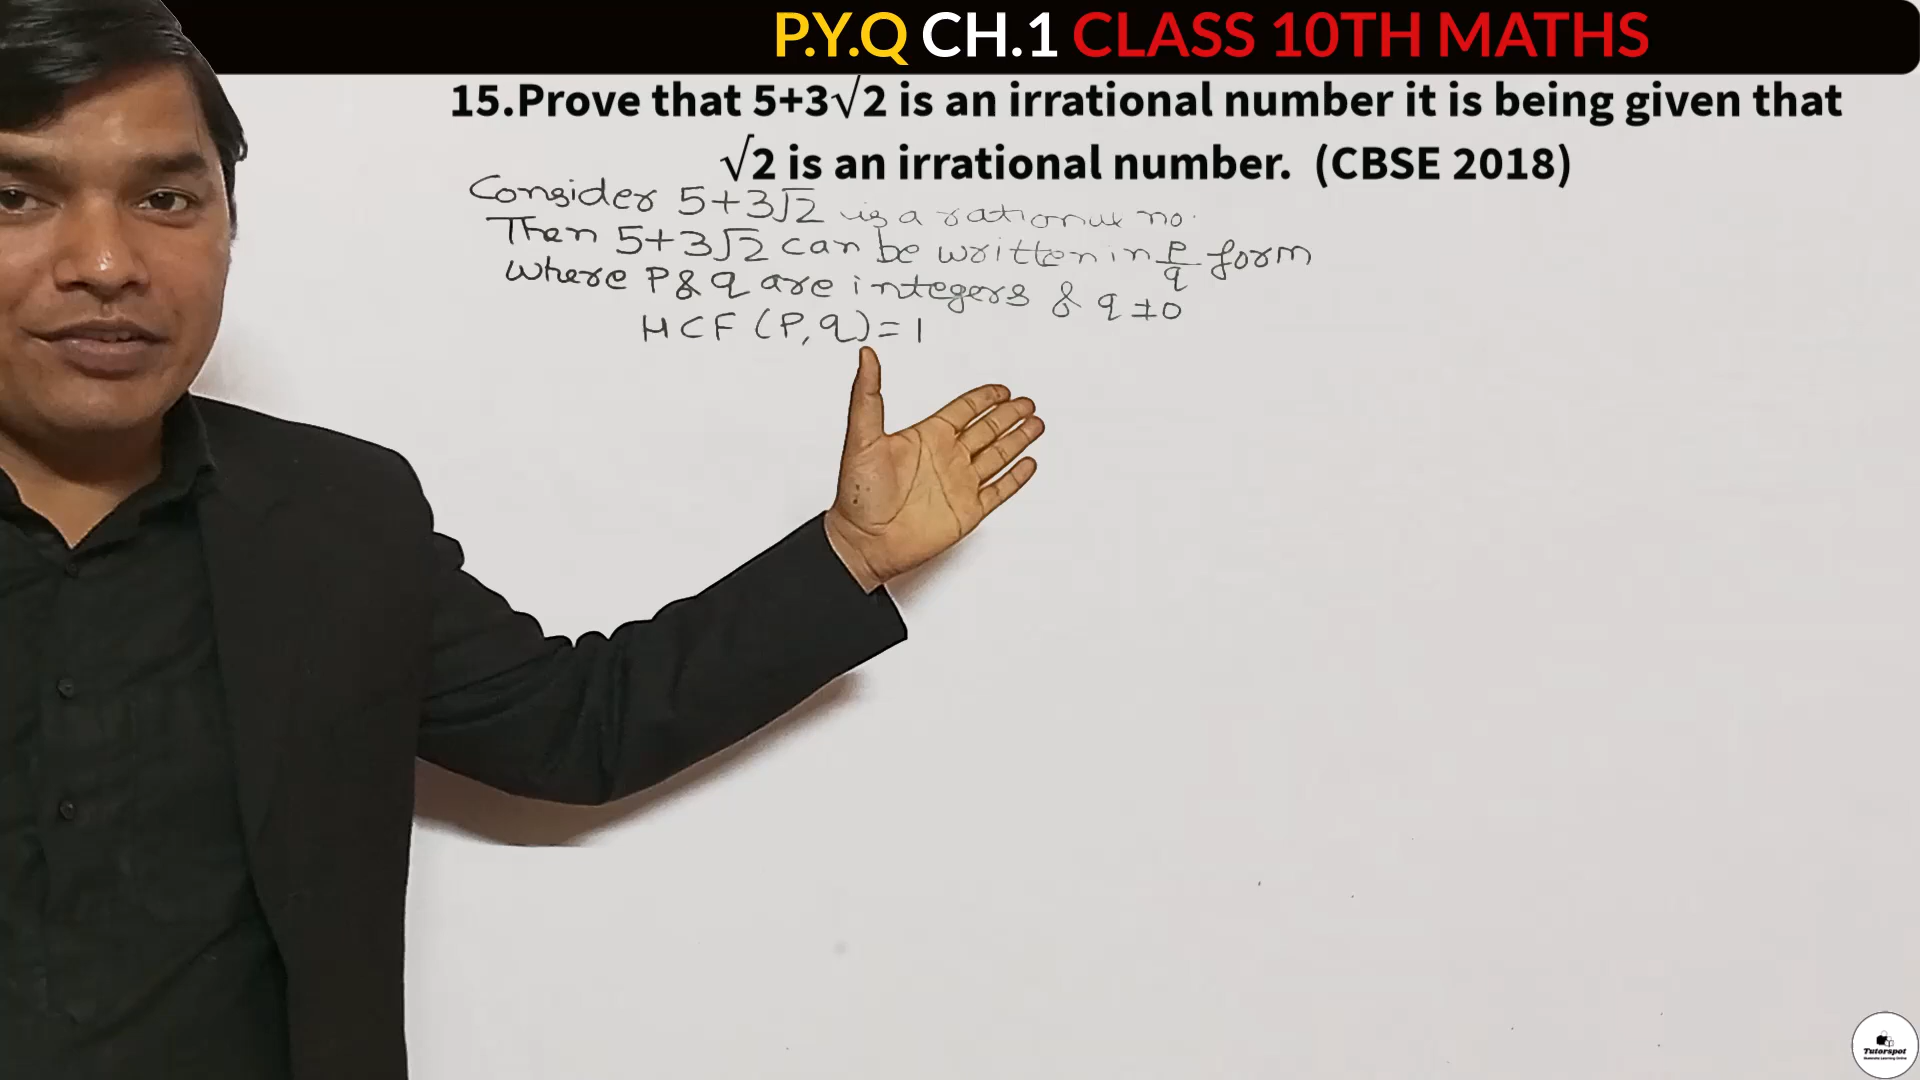 P.Y.Q CH.1 CLASS 10TH MATHS
15.Prove that 5+3√2 is an irrational number it is being given that
√2 is an irrational number. (CBSE 2018)
Consider 5+3√2 is a rational no.
Then 5+3√2 can be written in p/q form
where P & q are integers & q ≠ 0
HCF (P, q) = 1
Tutorspot